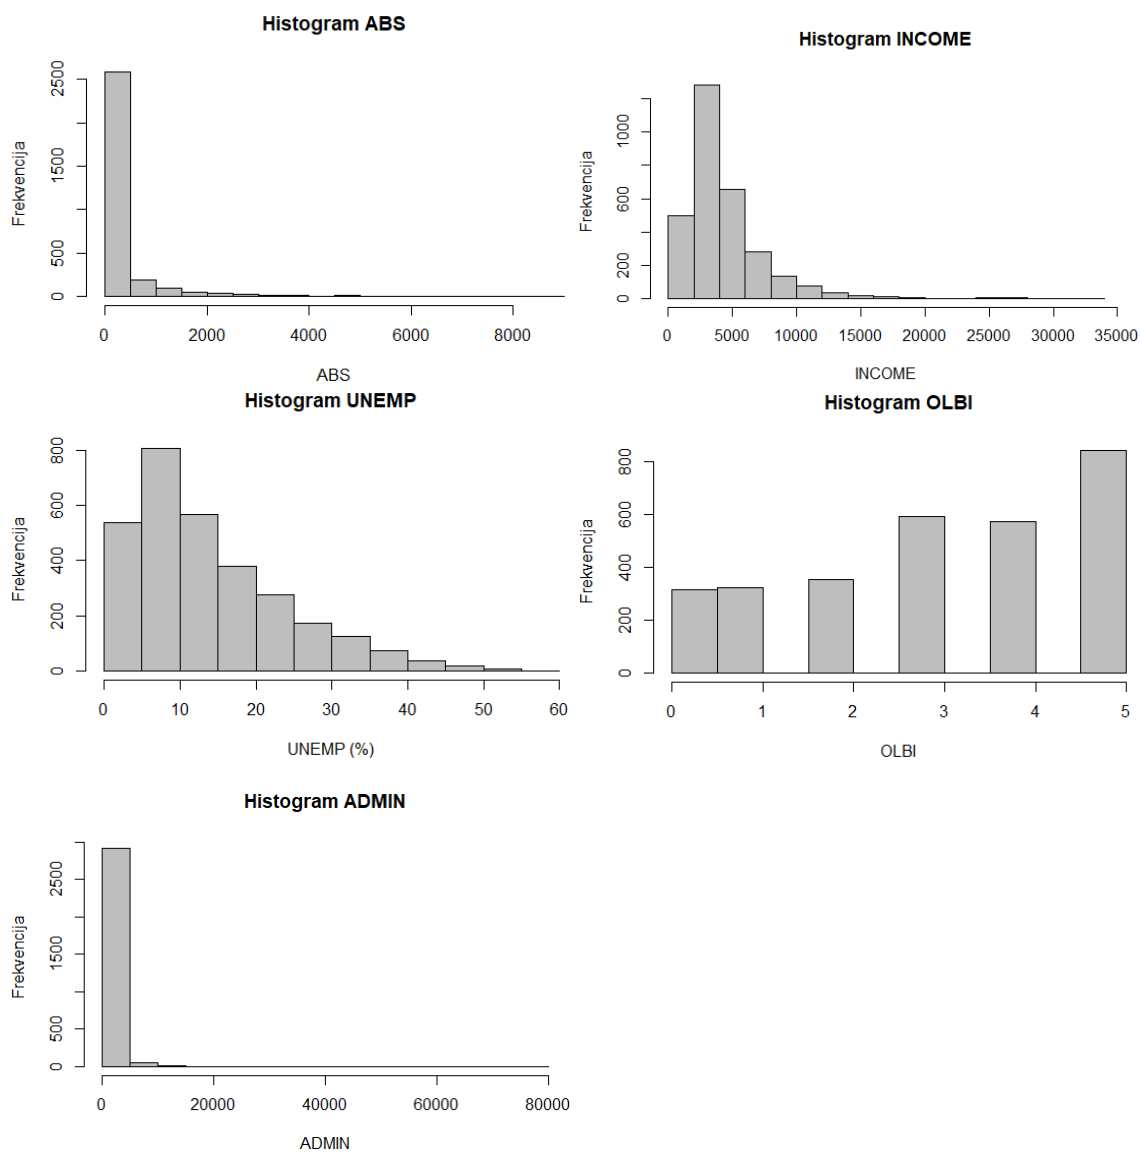 Histogram ABS
Frekvencija
2500
1500
500
0
0 2000 4000 6000 8000
ABS
Histogram INCOME
Frekvencija
1000
600
200
0
0 5000 10000 15000 20000 25000 30000 35000
INCOME
Histogram UNEMP
Frekvencija
800
600
400
200
0
0 10 20 30 40 50 60
UNEMP (%)
Histogram OLBI
Frekvencija
800
600
400
200
0
0 1 2 3 4 5
OLBI
Histogram ADMIN
Frekvencija
2500
1500
500
0
0 20000 40000 60000 80000
ADMIN